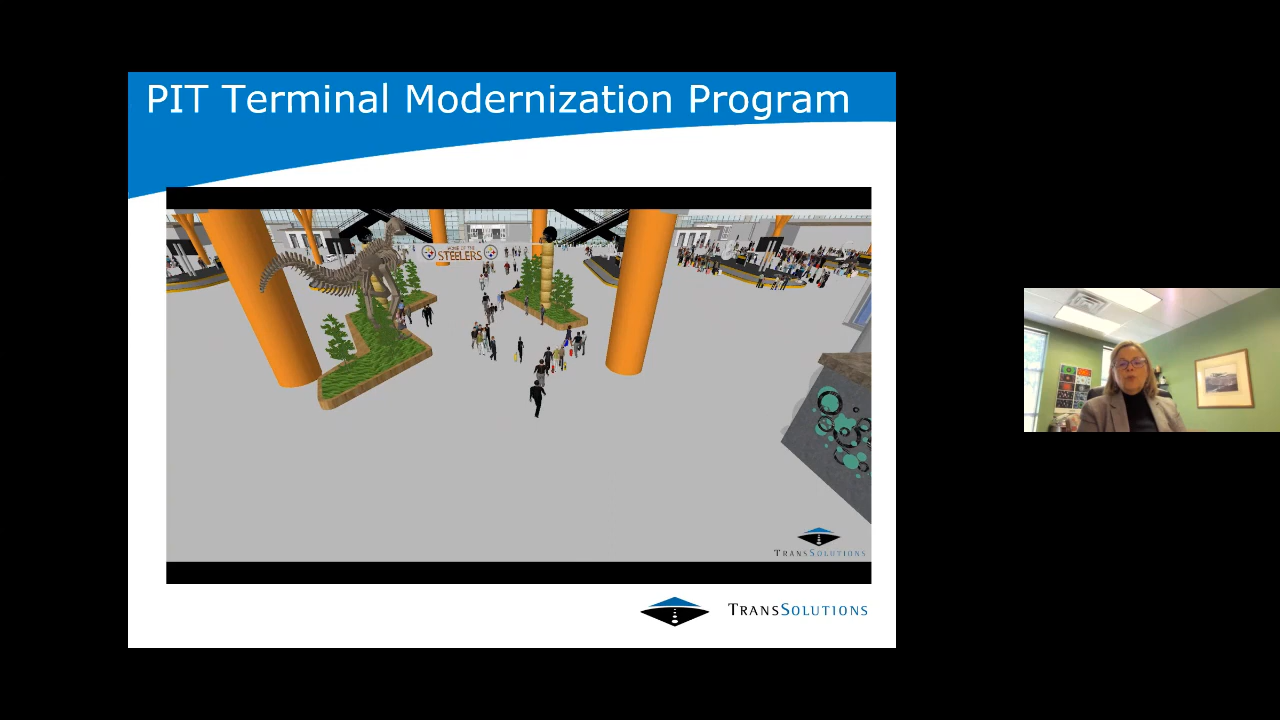 PIT Terminal Modernization Program
HOME OF THE
STEELERS
TRANSSOLUTIONS
TRANSSOLUTIONS